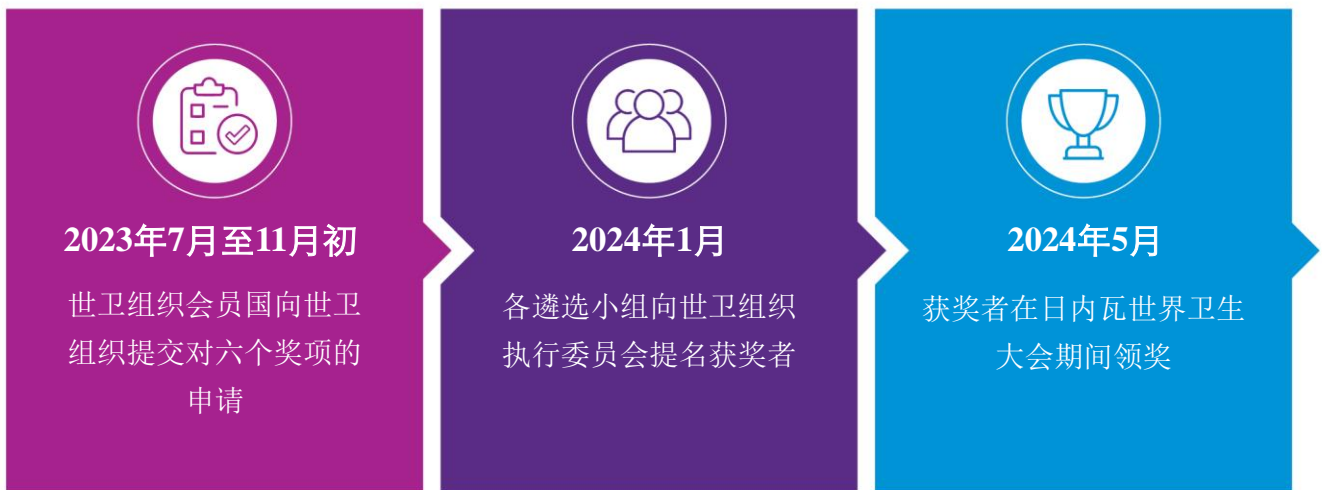 2023年7月至11月初
世卫组织会员国向世卫
组织提交对六个奖项的
申请
2024年1月
各遴选小组向世卫组织
执行委员会提名获奖者
2024年5月
获奖者在日内瓦世界卫生
大会期间领奖